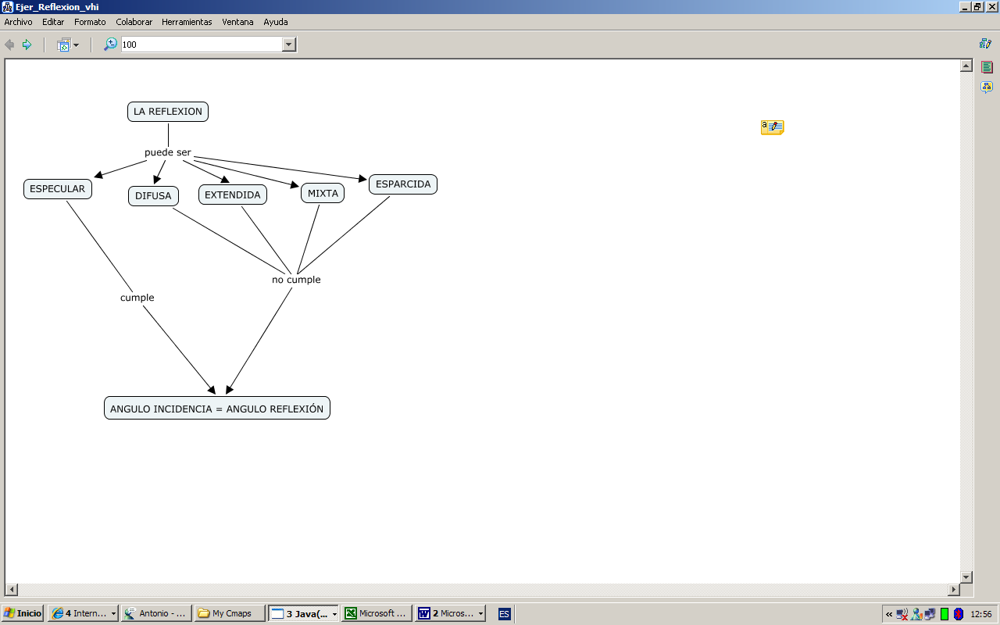 Ejer_Reflexion_vhi
Archivo Editar Formato Colaborar Herramientas Ventana Ayuda
100
LA REFLEXION
a
puede ser
ESPECULAR
DIFUSA
EXTENDIDA
MIXTA
ESPARCIDA
no cumple
cumple
ANGULO INCIDENCIA = ANGULO REFLEXIÓN
Inicio
4 Intern...
Antonio - ...
My Cmaps
3 Java(...
Microsoft ...
2 Micros...
ES
«
12:56